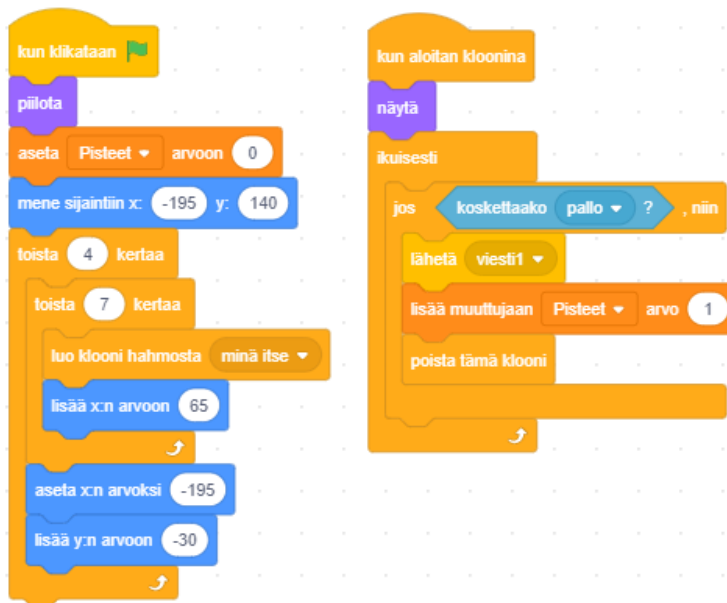 kun klikataan
piilota
aseta Pisteet arvoon 0
mene sijaintiin x: -195 y: 140
toista 4 kertaa
toista 7 kertaa
luo klooni hahmosta minä itse
lisää x:n arvoon 65
aseta x:n arvoksi -195
lisää y:n arvoon -30
kun aloitan kloonina
näytä
ikuisesti
jos koskettaako pallo ? , niin
lähetä viesti1
lisää muuttujaan Pisteet arvo 1
poista tämä klooni